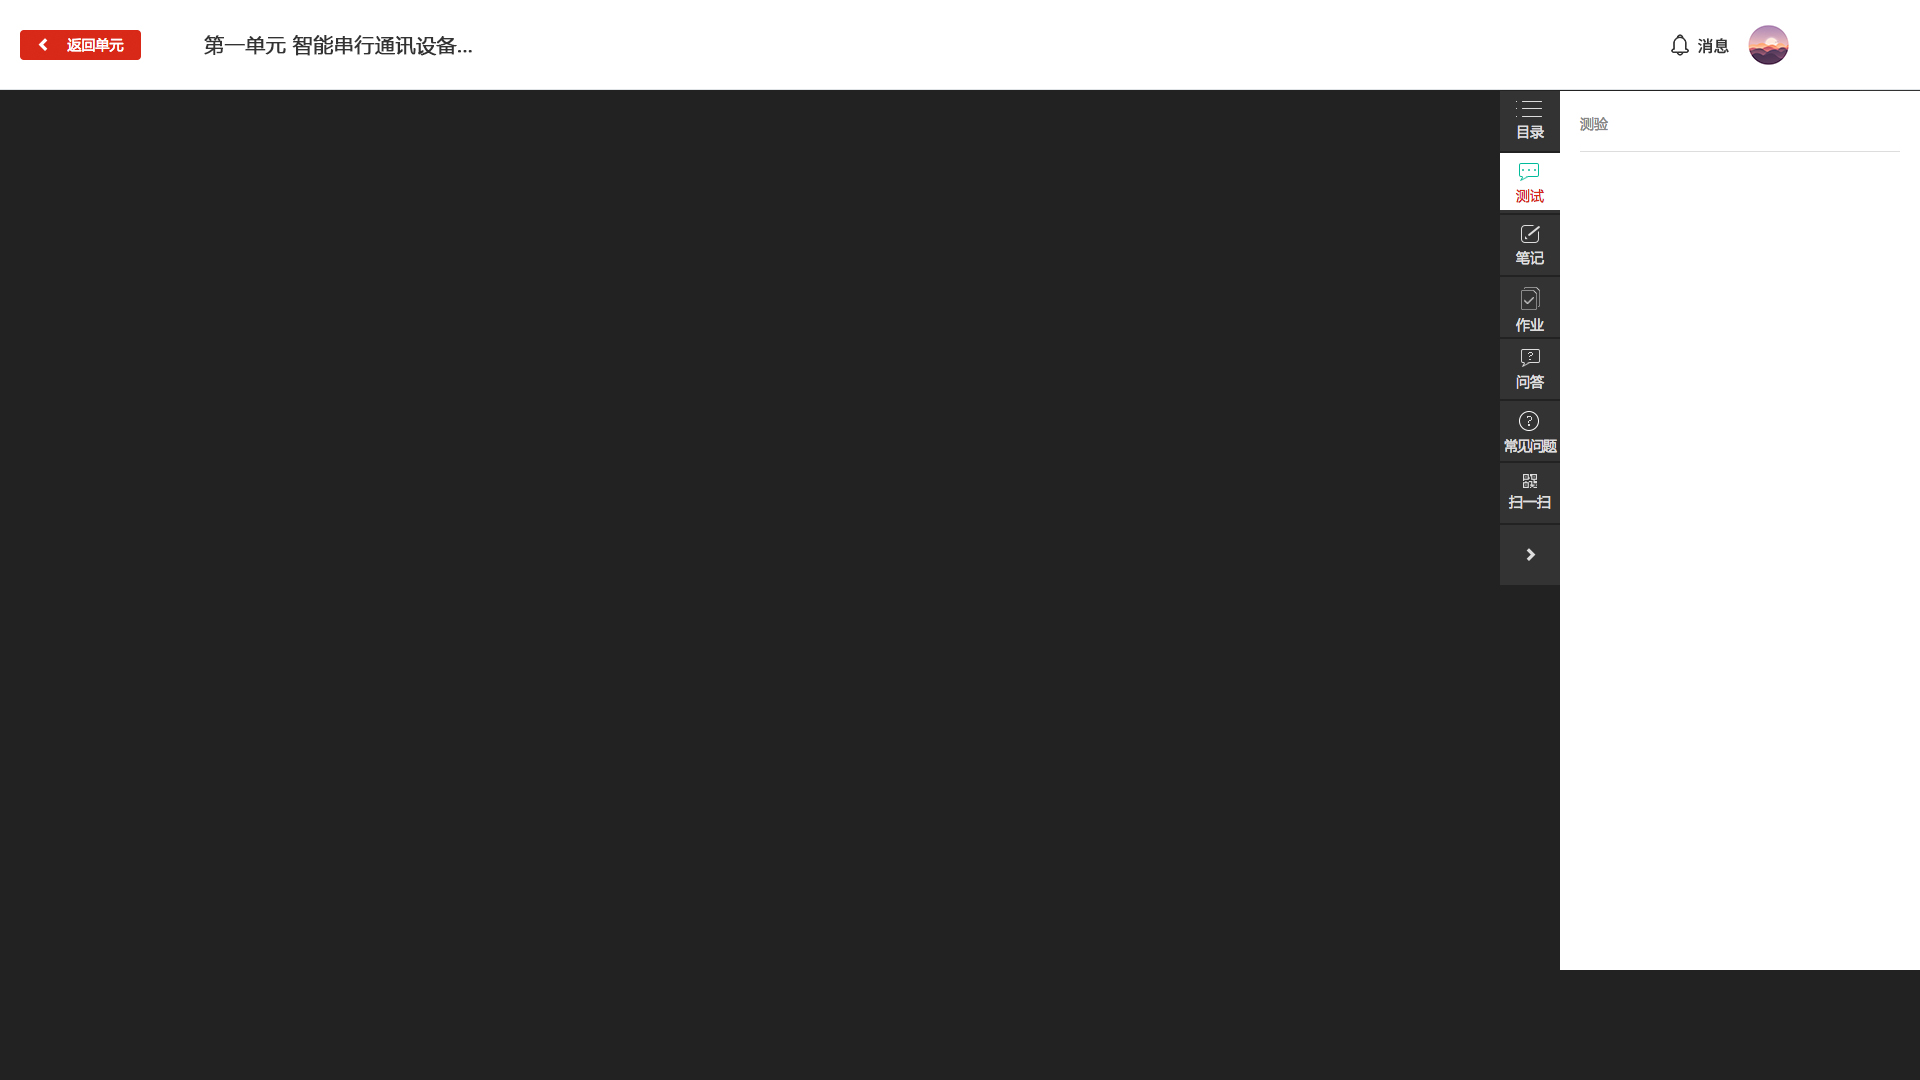 返回单元
第一单元 智能串行通讯设备...
消息
目录
测试
笔记
作业
问答
常见问题
扫一扫
测验